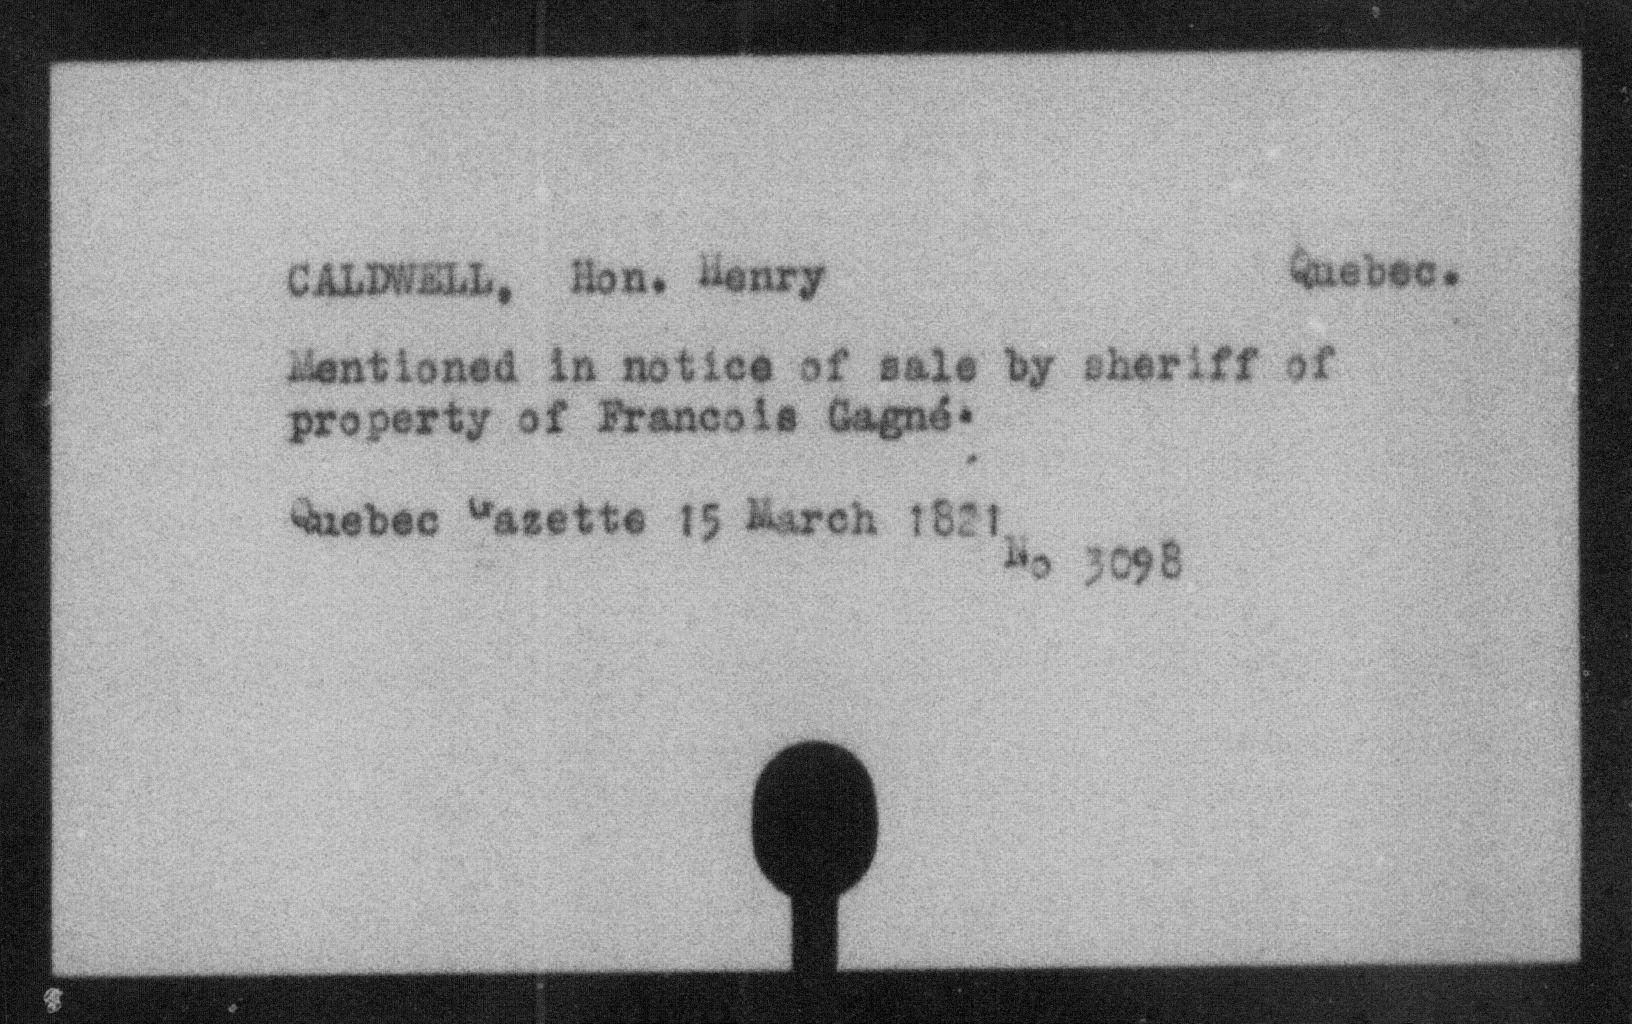 CALDWELL, Hon. Henry Quebec.
Mentioned in notice of sale by sheriff of
property of Francois Gagné.
Quebec Gazette 15 March 1821
No 3098